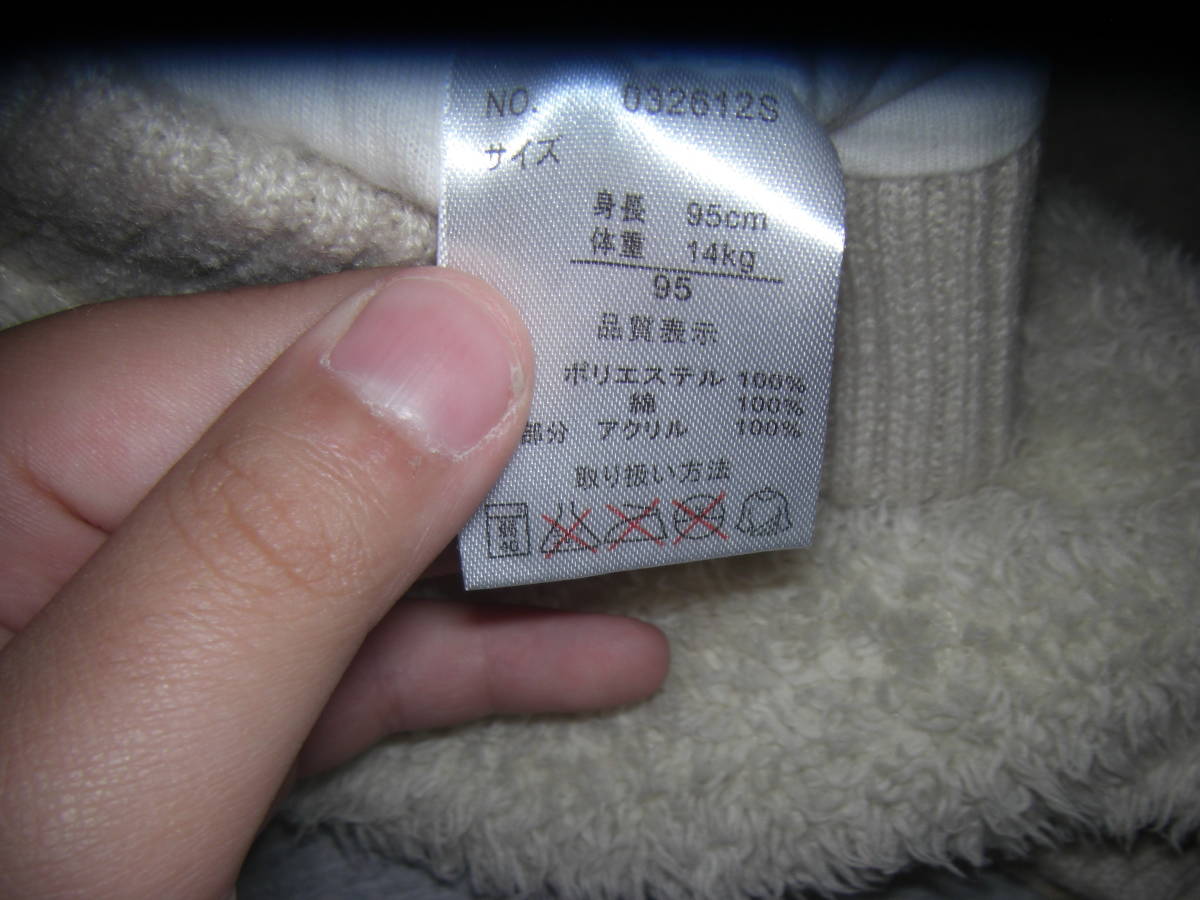 NO. 032612S
サイズ
身長 95cm
体重 14kg
95
品質表示
ポリエステル 100%
綿 100%
部分 アクリル 100%
取り扱い方法